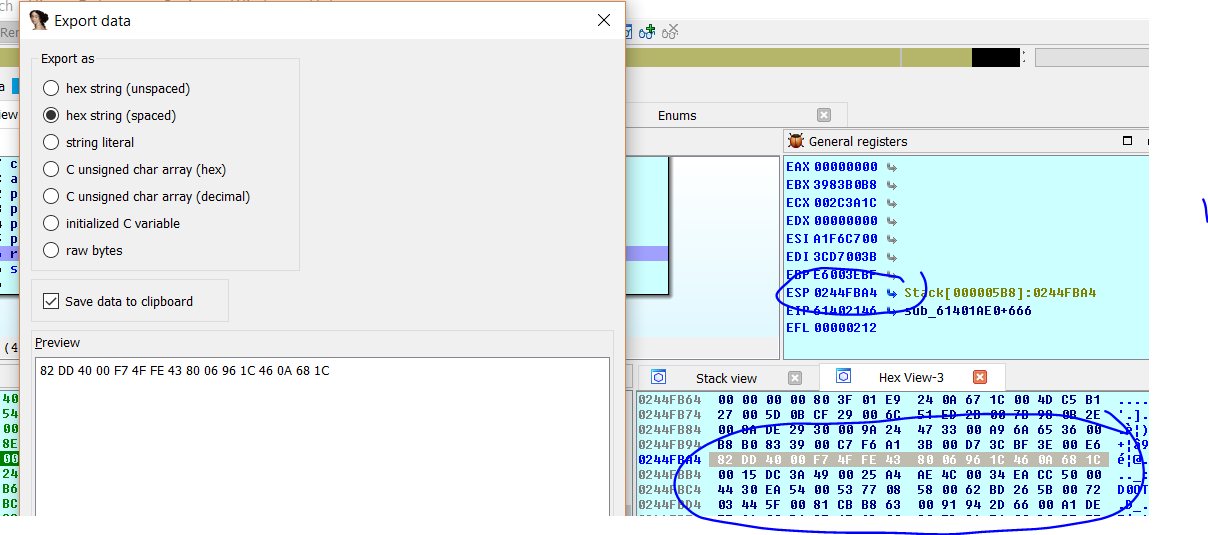 Export data
Export as
hex string (unspaced)
hex string (spaced)
string literal
C unsigned char array (hex)
C unsigned char array (decimal)
initialized C variable
raw bytes
Save data to clipboard
Preview
82 DD 40 00 F7 4F FE 43 80 06 96 1C 46 0A 68 1C
Enums
General registers
EAX 00000000
EBX 3983B0B8
ECX 002C3A1C
EDX 00000000
ESI A1F6C700
EDI 3CD7003B
EBP E6003EBF
ESP 0244FBA4 Stack[000005B8]:0244FBA4
EIP 61402146 sub_61401AE0+666
EFL 00000212
Stack view
Hex View-3
0244FB64 00 00 00 00 80 3F 01 E9 24 0A 67 1C 00 4D C5 B1 ....
0244FB74 27 00 5D 0B CF 29 00 6C 51 ED 2B 00 7B 90 0B 2E '.].
0244FB84 00 8A DE 29 30 00 9A 24 47 33 00 A9 6A 65 36 00
0244FB94 B8 B0 83 39 00 C7 F6 A1 3B 00 D7 3C BF 3E 00 E6
0244FBA4 82 DD 40 00 F7 4F FE 43 80 06 96 1C 46 0A 68 1C
0244FBB4 00 15 DC 3A 49 00 25 A4 AE 4C 00 34 EA CC 50 00
0244FBC4 44 30 EA 54 00 53 77 08 58 00 62 BD 26 5B 00 72
0244FBD4 03 44 5F 00 81 CB B8 63 00 91 94 2D 66 00 A1 DE